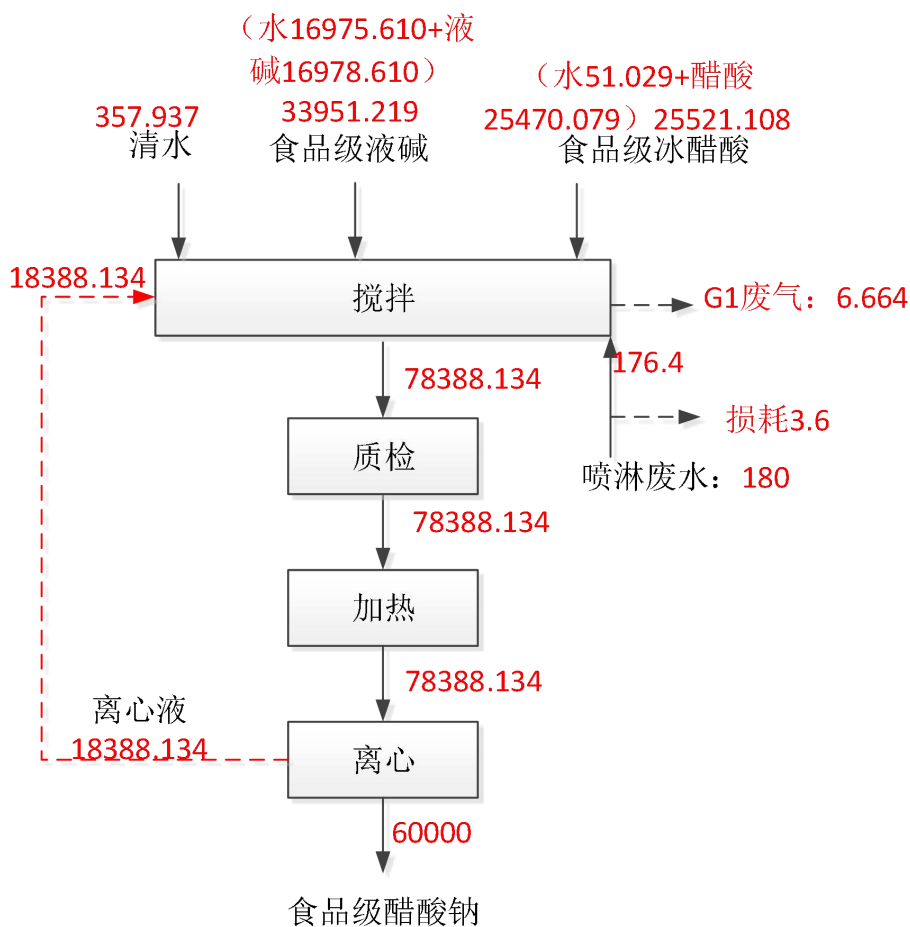 （水16975.610+液
碱16978.610）
33951.219
（水51.029+醋酸
25470.079）25521.108
357.937
清水
食品级液碱
食品级冰醋酸
18388.134
搅拌
G1废气：6.664
176.4
78388.134
损耗3.6
质检
喷淋废水：180
78388.134
加热
78388.134
离心液
18388.134
离心
60000
食品级醋酸钠